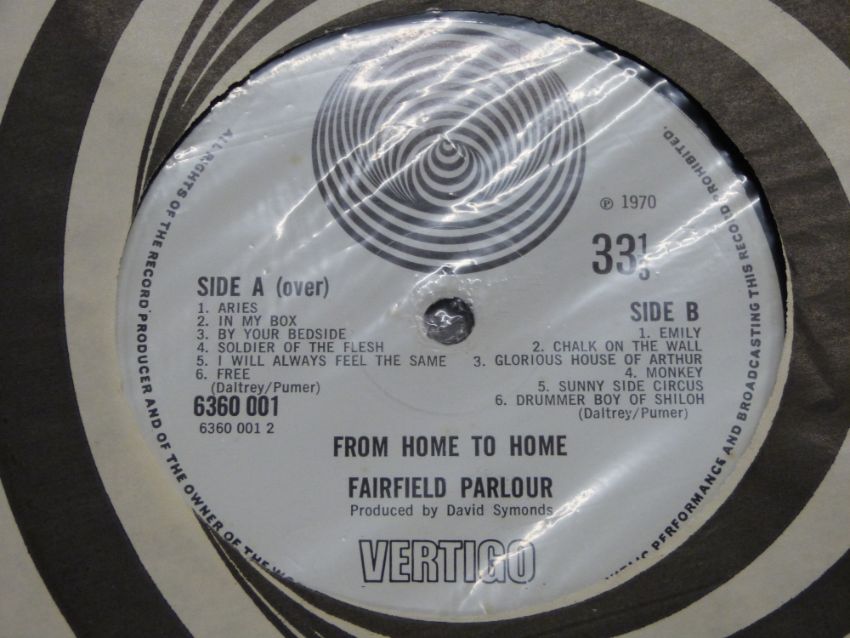 ALL RIGHTS OF THE RECORD PRODUCER AND OF THE OWNER OF THE
PUBLIC PERFORMANCE AND BROADCASTING THIS RECORD PROHIBITED.
℗ 1970
33⅓
SIDE A (over)
1. ARIES
2. IN MY BOX
3. BY YOUR BEDSIDE
4. SOLDIER OF THE FLESH
5. I WILL ALWAYS FEEL THE SAME
6. FREE
(Daltrey/Pumer)
6360 001
6360 001 2
SIDE B
1. EMILY
2. CHALK ON THE WALL
3. GLORIOUS HOUSE OF ARTHUR
4. MONKEY
5. SUNNY SIDE CIRCUS
6. DRUMMER BOY OF SHILOH
(Daltrey/Pumer)
FROM HOME TO HOME
FAIRFIELD PARLOUR
Produced by David Symonds
VERTIGO